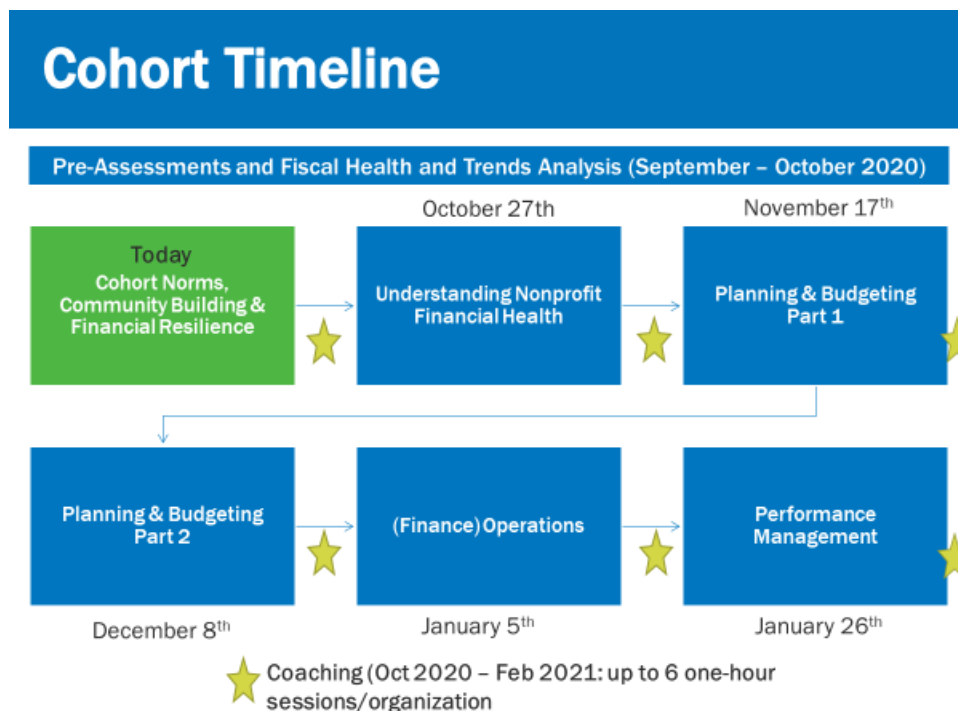 Cohort Timeline
Pre-Assessments and Fiscal Health and Trends Analysis (September – October 2020)
October 27th
November 17th
Today
Cohort Norms,
Community Building &
Financial Resilience
Understanding Nonprofit
Financial Health
Planning & Budgeting
Part 1
Planning & Budgeting
Part 2
(Finance) Operations
Performance
Management
December 8th
January 5th
January 26th
Coaching (Oct 2020 – Feb 2021: up to 6 one-hour
sessions/organization